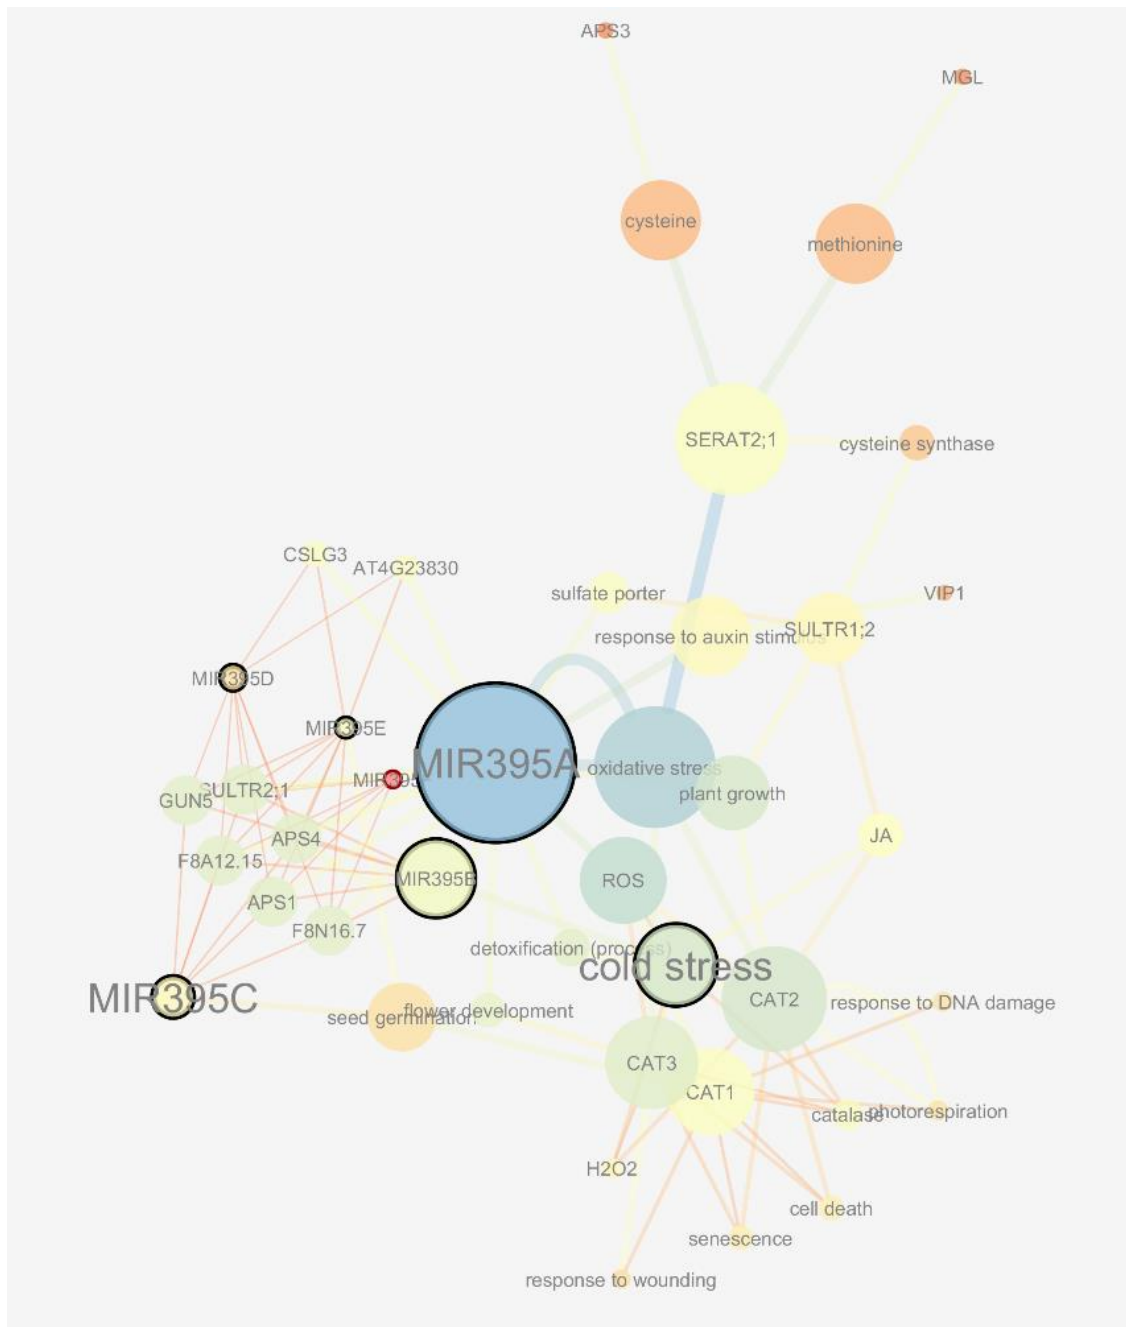 APS3
MGL
cysteine
methionine
SERAT2;1
cysteine synthase
CSLG3
AT4G23830
sulfate porter
VIP1
response to auxin stimulus
SULTR1;2
MIR395D
MIR395E
MIR395A
oxidative stress
MIR395
plant growth
SULTR2;1
GUN5
APS4
JA
F8A12.15
MIR395B
ROS
APS1
F8N16.7
detoxification (process)
cold stress
MIR395C
CAT2
response to DNA damage
flower development
seed germination
CAT3
CAT1
catalase
photorespiration
H2O2
cell death
senescence
response to wounding